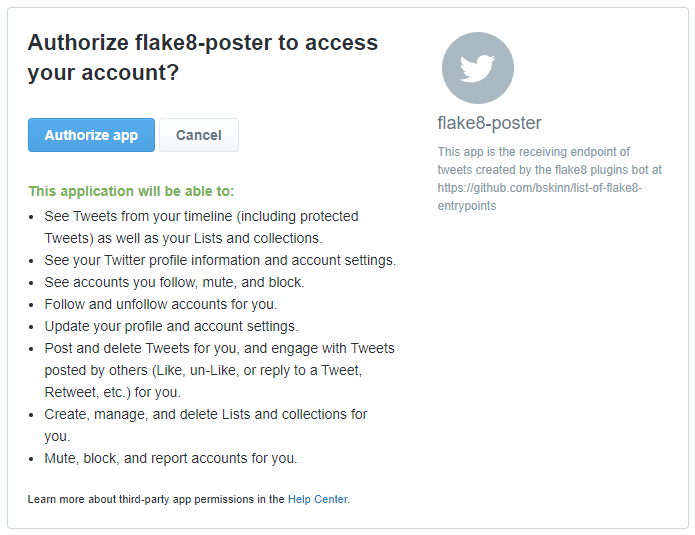 Authorize flake8-poster to access
your account?
Authorize app
Cancel
This application will be able to:
• See Tweets from your timeline (including protected
Tweets) as well as your Lists and collections.
• See your Twitter profile information and account settings.
• See accounts you follow, mute, and block.
• Follow and unfollow accounts for you.
• Update your profile and account settings.
• Post and delete Tweets for you, and engage with Tweets
posted by others (Like, un-Like, or reply to a Tweet,
Retweet, etc.) for you.
• Create, manage, and delete Lists and collections for
you.
• Mute, block, and report accounts for you.
Learn more about third-party app permissions in the Help Center.
flake8-poster
This app is the receiving endpoint of
tweets created by the flake8 plugins bot at
https://github.com/bskinn/list-of-flake8-
entrypoints